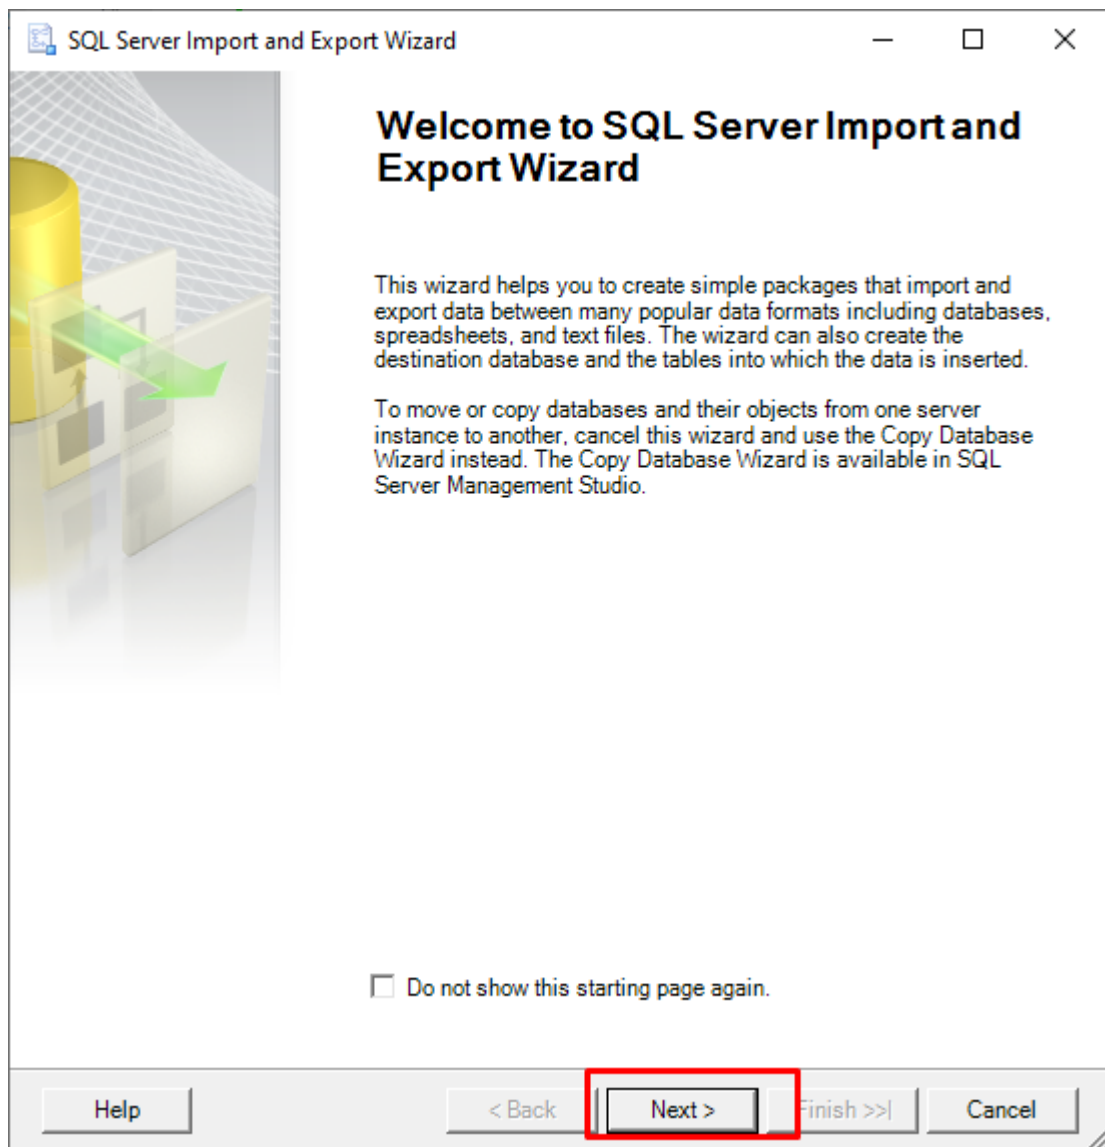 SQL Server Import and Export Wizard
Welcome to SQL Server Import and
Export Wizard
This wizard helps you to create simple packages that import and
export data between many popular data formats including databases,
spreadsheets, and text files. The wizard can also create the
destination database and the tables into which the data is inserted.
To move or copy databases and their objects from one server
instance to another, cancel this wizard and use the Copy Database
Wizard instead. The Copy Database Wizard is available in SQL
Server Management Studio.
Do not show this starting page again.
Help
< Back
Next >
Finish >>|
Cancel